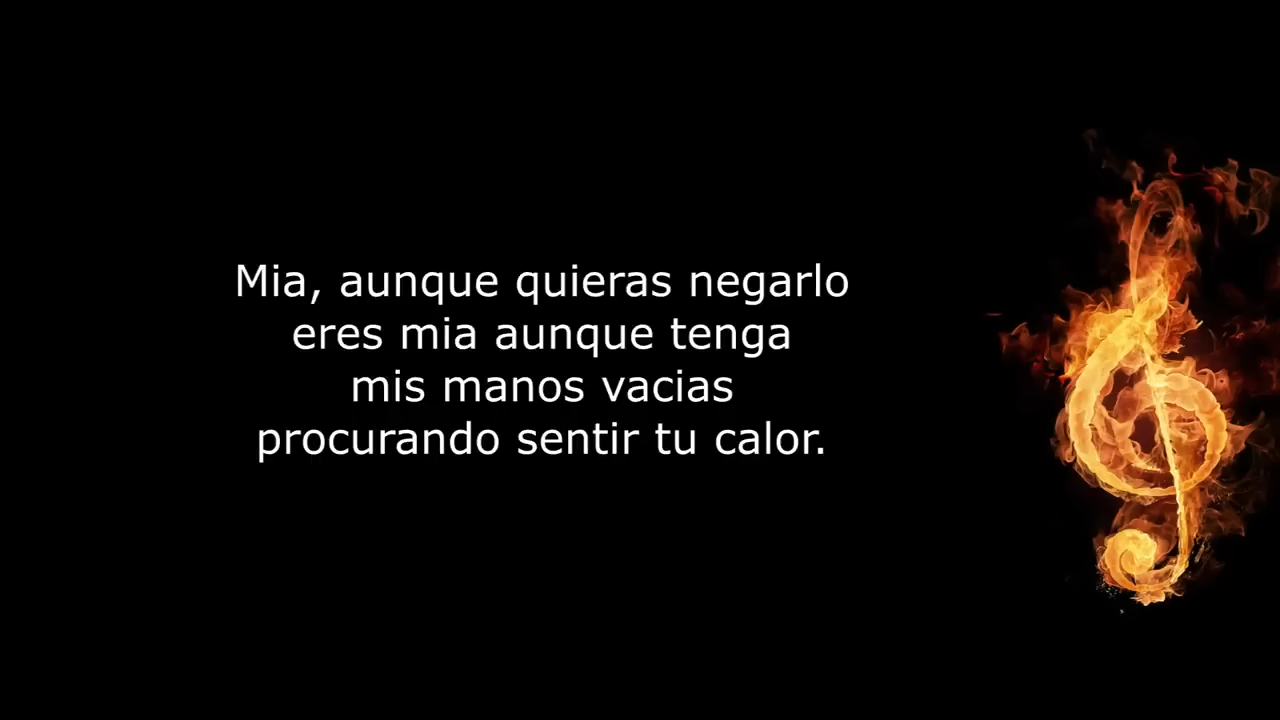 Mia, aunque quieras negarlo
eres mia aunque tenga
mis manos vacias
procurando sentir tu calor.